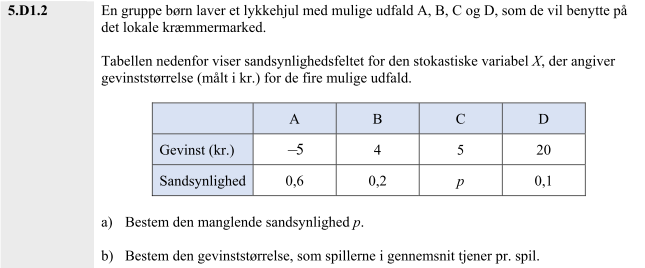 5.D1.2
En gruppe børn laver et lykkehjul med mulige udfald A, B, C og D, som de vil benytte på
det lokale kræmmermarked.
Tabellen nedenfor viser sandsynlighedsfeltet for den stokastiske variabel X, der angiver
gevinststørrelse (målt i kr.) for de fire mulige udfald.
A B C D
Gevinst (kr.) –5 4 5 20
Sandsynlighed 0,6 0,2 p 0,1
a) Bestem den manglende sandsynlighed p.
b) Bestem den gevinststørrelse, som spillerne i gennemsnit tjener pr. spil.